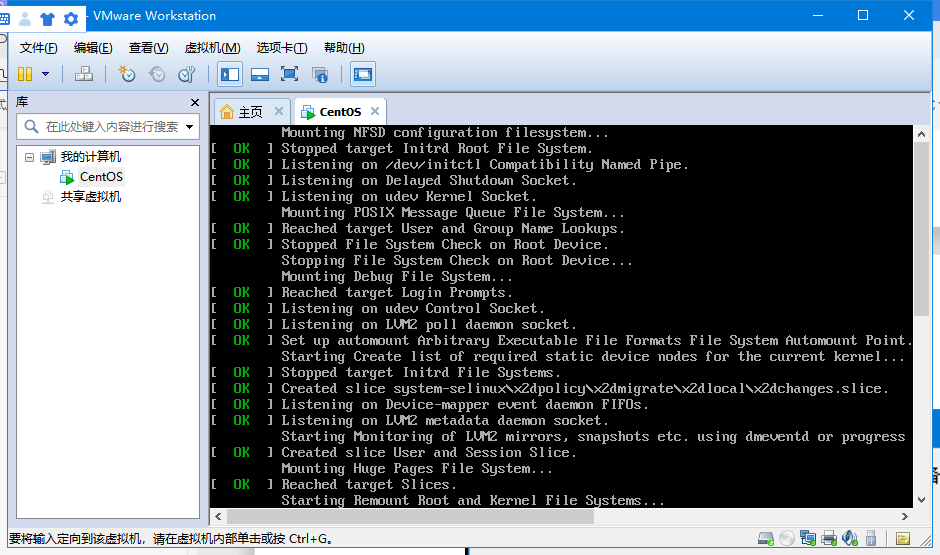 - VMware Workstation
文件(F) 编辑(E) 查看(V) 虚拟机(M) 选项卡(T) 帮助(H)
库
在此处键入内容进行搜索
我的计算机
CentOS
共享虚拟机
主页 CentOS
Mounting NFSD configuration filesystem...
[ OK ] Stopped target Initrd Root File System.
[ OK ] Listening on /dev/initctl Compatibility Named Pipe.
[ OK ] Listening on Delayed Shutdown Socket.
[ OK ] Listening on udev Kernel Socket.
Mounting POSIX Message Queue File System...
[ OK ] Reached target User and Group Name Lookups.
[ OK ] Stopped File System Check on Root Device.
Stopping File System Check on Root Device...
Mounting Debug File System...
[ OK ] Reached target Login Prompts.
[ OK ] Listening on udev Control Socket.
[ OK ] Listening on LVM2 poll daemon socket.
[ OK ] Set up automount Arbitrary Executable File Formats File System Automount Point.
Starting Create list of required static device nodes for the current kernel...
[ OK ] Stopped target Initrd File Systems.
[ OK ] Created slice system-selinux\x2dpolicy\x2dmigrate\x2dlocal\x2dchanges.slice.
[ OK ] Listening on Device-mapper event daemon FIFOs.
[ OK ] Listening on LVM2 metadata daemon socket.
Starting Monitoring of LVM2 mirrors, snapshots etc. using dmeventd or progress
[ OK ] Created slice User and Session Slice.
Mounting Huge Pages File System...
[ OK ] Reached target Slices.
Starting Remount Root and Kernel File Systems...
要将输入定向到该虚拟机，请在虚拟机内部单击或按 Ctrl+G。